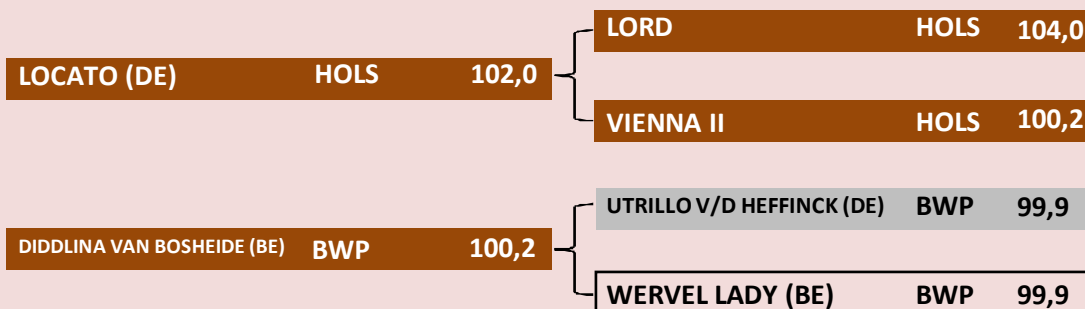 LORD HOLS 104,0
LOCATO (DE) HOLS 102,0
VIENNA II HOLS 100,2
UTRILLO V/D HEFFINCK (DE) BWP 99,9
DIDDLINA VAN BOSHEIDE (BE) BWP 100,2
WERVEL LADY (BE) BWP 99,9